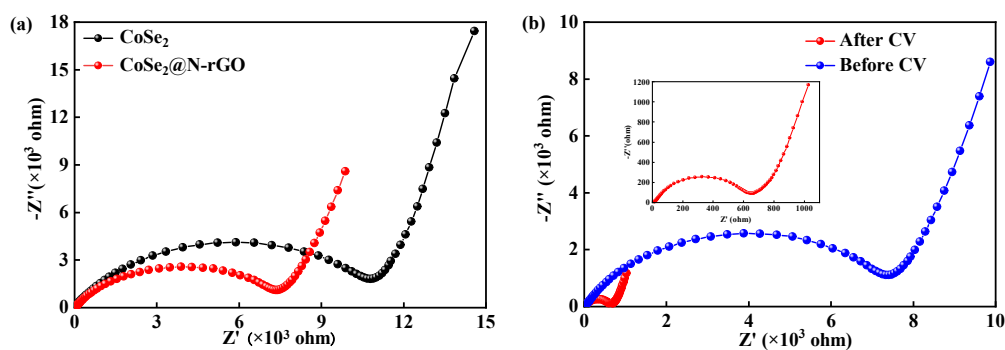 (a)
CoSe2
CoSe2@N-rGO
18
15
12
9
6
3
0
-Z''(×10³ ohm)
0 3 6 9 12 15
Z' (×10³ ohm)
(b)
After CV
Before CV
10
8
6
4
2
0
-Z'' (×10³ ohm)
0 2 4 6 8 10
Z' (×10³ ohm)
1200
1000
800
600
400
200
0
-Z''(ohm)
0 200 400 600 800 1000
Z' (ohm)